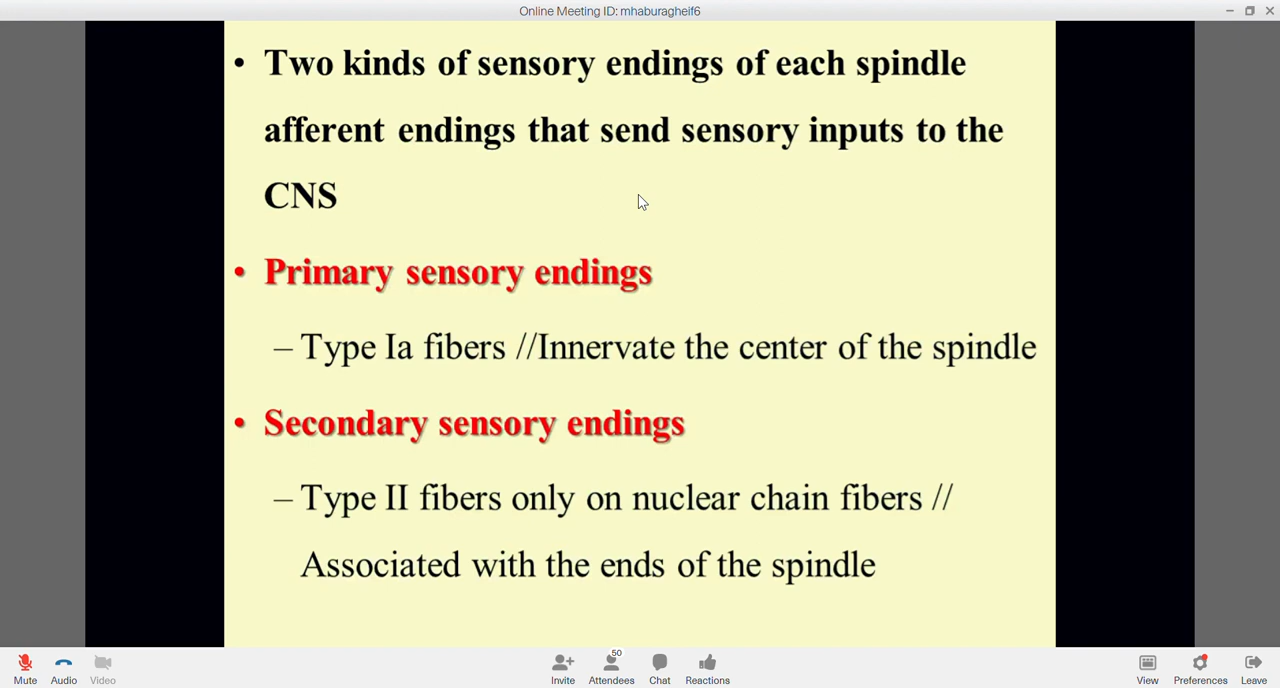 Online Meeting ID: mhaburagheif6
• Two kinds of sensory endings of each spindle
afferent endings that send sensory inputs to the
CNS
• Primary sensory endings
– Type Ia fibers //Innervate the center of the spindle
• Secondary sensory endings
– Type II fibers only on nuclear chain fibers //
Associated with the ends of the spindle
50
Mute Audio Video Invite Attendees Chat Reactions View Preferences Leave